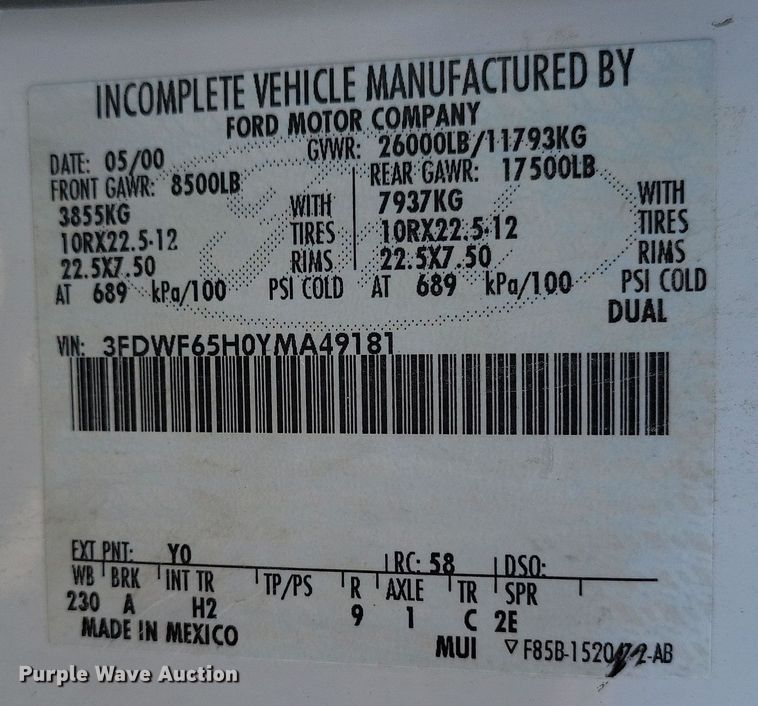 INCOMPLETE VEHICLE MANUFACTURED BY
FORD MOTOR COMPANY
DATE: 05/00 GVWR: 26000LB/11793KG
FRONT GAWR: 8500LB REAR GAWR: 17500LB
3855KG WITH 7937KG WITH
10RX22.5-12 TIRES 10RX22.5-12 TIRES
22.5X7.50 RIMS 22.5X7.50 RIMS
AT 689 kPa/100 PSI COLD AT 689 kPa/100 PSI COLD
DUAL
VIN: 3FDWF65H0YMA49181
EXT PNT: Y0 RC: 58 DSO:
WB BRK INT TR TP/PS R AXLE TR SPR
230 A H2 9 1 C 2E
MADE IN MEXICO
MUI ▽ F85B-1520 -AB
Purple Wave Auction